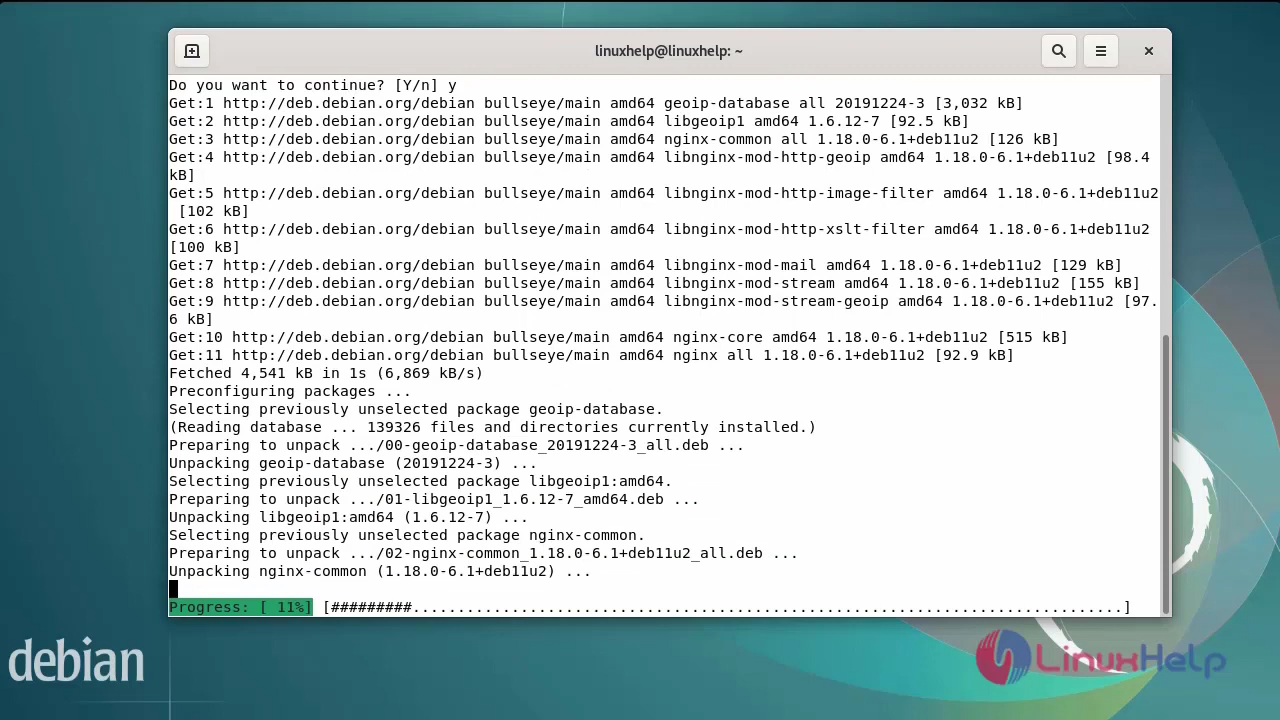 linuxhelp@linuxhelp: ~
Do you want to continue? [Y/n] y
Get:1 http://deb.debian.org/debian bullseye/main amd64 geoip-database all 20191224-3 [3,032 kB]
Get:2 http://deb.debian.org/debian bullseye/main amd64 libgeoip1 amd64 1.6.12-7 [92.5 kB]
Get:3 http://deb.debian.org/debian bullseye/main amd64 nginx-common all 1.18.0-6.1+deb11u2 [126 kB]
Get:4 http://deb.debian.org/debian bullseye/main amd64 libnginx-mod-http-geoip amd64 1.18.0-6.1+deb11u2 [98.4
kB]
Get:5 http://deb.debian.org/debian bullseye/main amd64 libnginx-mod-http-image-filter amd64 1.18.0-6.1+deb11u2
[102 kB]
Get:6 http://deb.debian.org/debian bullseye/main amd64 libnginx-mod-http-xslt-filter amd64 1.18.0-6.1+deb11u2
[100 kB]
Get:7 http://deb.debian.org/debian bullseye/main amd64 libnginx-mod-mail amd64 1.18.0-6.1+deb11u2 [129 kB]
Get:8 http://deb.debian.org/debian bullseye/main amd64 libnginx-mod-stream amd64 1.18.0-6.1+deb11u2 [155 kB]
Get:9 http://deb.debian.org/debian bullseye/main amd64 libnginx-mod-stream-geoip amd64 1.18.0-6.1+deb11u2 [97.
6 kB]
Get:10 http://deb.debian.org/debian bullseye/main amd64 nginx-core amd64 1.18.0-6.1+deb11u2 [515 kB]
Get:11 http://deb.debian.org/debian bullseye/main amd64 nginx all 1.18.0-6.1+deb11u2 [92.9 kB]
Fetched 4,541 kB in 1s (6,869 kB/s)
Preconfiguring packages ...
Selecting previously unselected package geoip-database.
(Reading database ... 139326 files and directories currently installed.)
Preparing to unpack .../00-geoip-database_20191224-3_all.deb ...
Unpacking geoip-database (20191224-3) ...
Selecting previously unselected package libgeoip1:amd64.
Preparing to unpack .../01-libgeoip1_1.6.12-7_amd64.deb ...
Unpacking libgeoip1:amd64 (1.6.12-7) ...
Selecting previously unselected package nginx-common.
Preparing to unpack .../02-nginx-common_1.18.0-6.1+deb11u2_all.deb ...
Unpacking nginx-common (1.18.0-6.1+deb11u2) ...
Progress: [ 11%] [#########...............................................................................]
debian
LinuxHelp